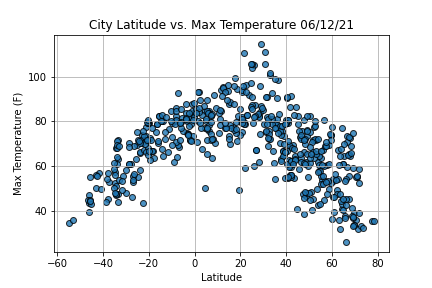 City Latitude vs. Max Temperature 06/12/21
Max Temperature (F)
100
80
60
40
−60 −40 −20 0 20 40 60 80
Latitude